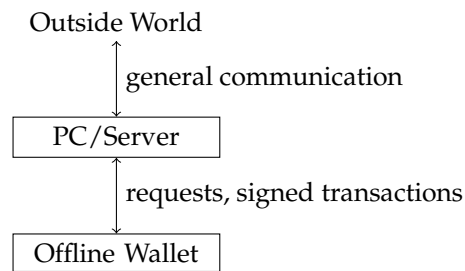 Outside World
general communication
PC/Server
requests, signed transactions
Offline Wallet